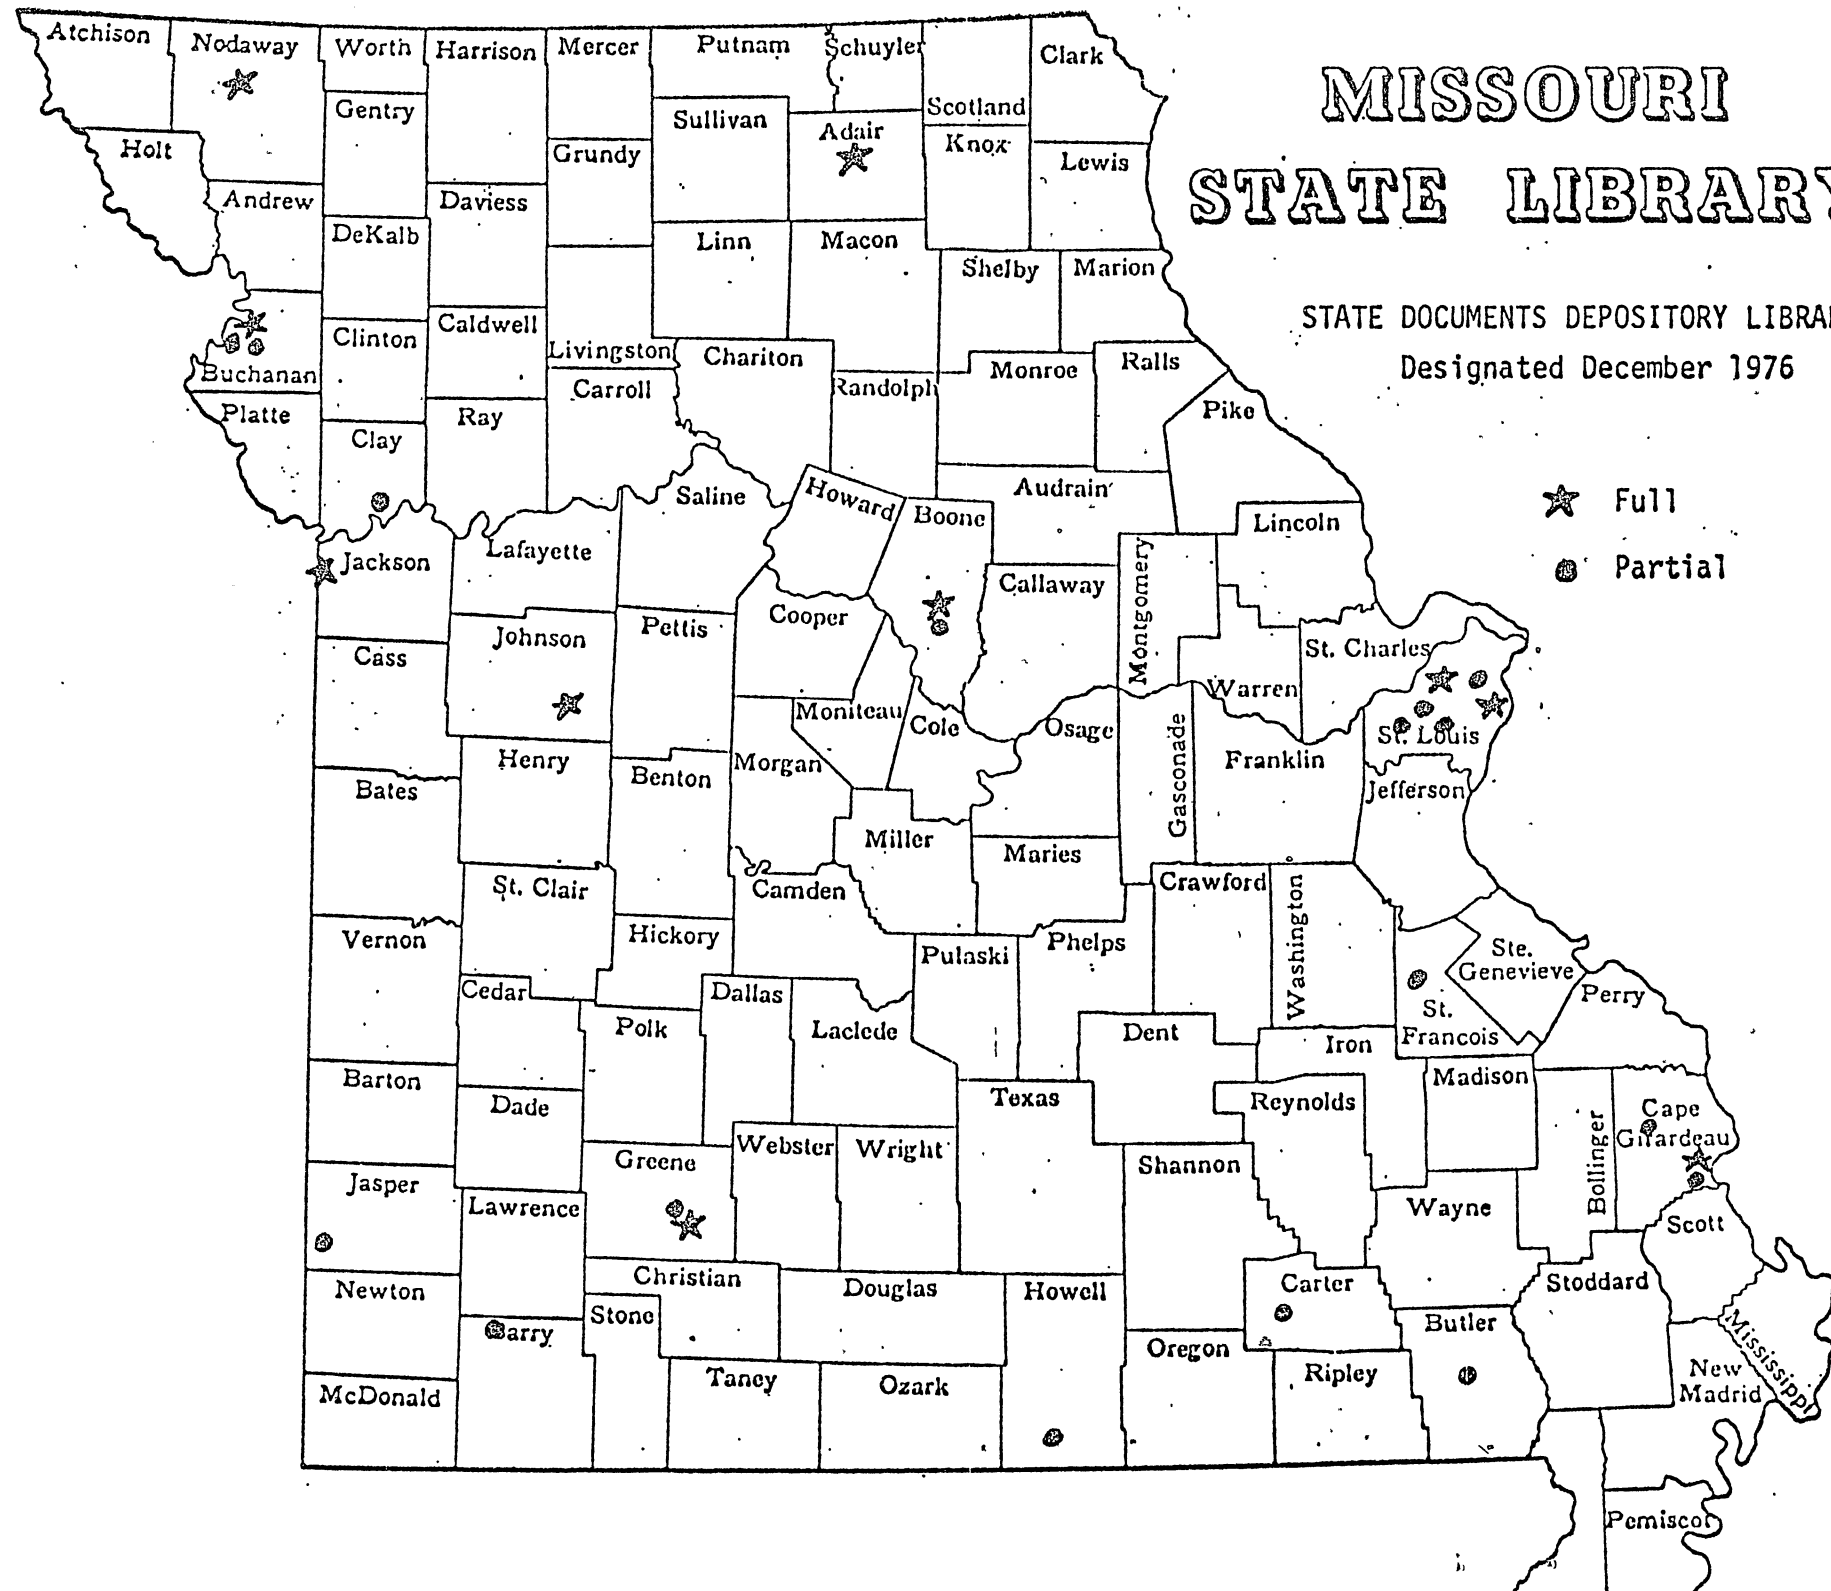 MISSOURI
STATE LIBRARY
STATE DOCUMENTS DEPOSITORY LIBRA
Designated December 1976
Full
Partial
Atchison
Nodaway
Worth
Harrison
Mercer
Putnam
Schuyler
Scotland
Clark
Holt
Gentry
Grundy
Sullivan
Adair
Knox
Lewis
Andrew
DeKalb
Daviess
Linn
Macon
Shelby
Marion
Buchanan
Clinton
Caldwell
Livingston
Chariton
Randolph
Monroe
Ralls
Platte
Clay
Ray
Carroll
Pike
Saline
Howard
Boone
Audrain
Lincoln
Jackson
Lafayette
Cooper
Callaway
Montgomery
Warren
St. Charles
Cass
Johnson
Pettis
Moniteau
Cole
Osage
Gasconade
Franklin
St. Louis
Bates
Henry
Benton
Morgan
Miller
Maries
Jefferson
St. Clair
Camden
Crawford
Washington
Vernon
Hickory
Pulaski
Phelps
Ste.
Genevieve
Cedar
Dallas
Perry
Polk
Laclede
Dent
Iron
St.
Francois
Barton
Dade
Texas
Reynolds
Madison
Bollinger
Cape
Girardeau
Jasper
Greene
Webster
Wright
Shannon
Wayne
Lawrence
Scott
Newton
Christian
Douglas
Howell
Carter
Stoddard
Mississippi
Barry
Stone
Oregon
Butler
McDonald
Taney
Ozark
Ripley
New
Madrid
Pemiscot